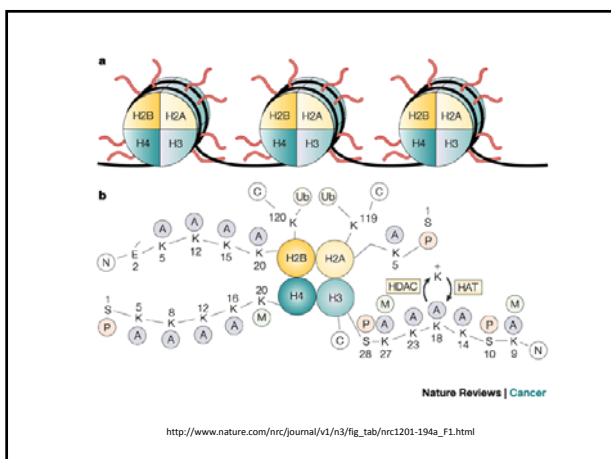 a
H2B H2A H2B H2A H2B H2A
H4 H3 H4 H3 H4 H3
b
C Ub Ub C
120 K K 119
A A A A A S 1
N E 2 K 5 K 12 K 15 K 20 H2B H2A K 5 P
K+
HDAC HAT
1 S P 5 K A 8 K A 12 K A 16 K A 20 K M H4 H3
C
P M A A A A P M A
S 28 K 27 K 23 K 18 K 14 S 10 K 9 N
Nature Reviews | Cancer
http://www.nature.com/nrc/journal/v1/n3/fig_tab/nrc1201-194a_F1.html